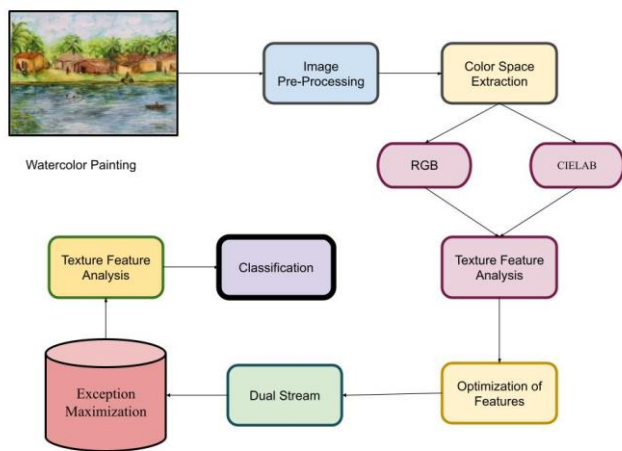 Image
Pre-Processing
Color Space
Extraction
Watercolor Painting
RGB
CIELAB
Texture Feature
Analysis
Classification
Texture Feature
Analysis
Exception
Maximization
Dual Stream
Optimization of
Features